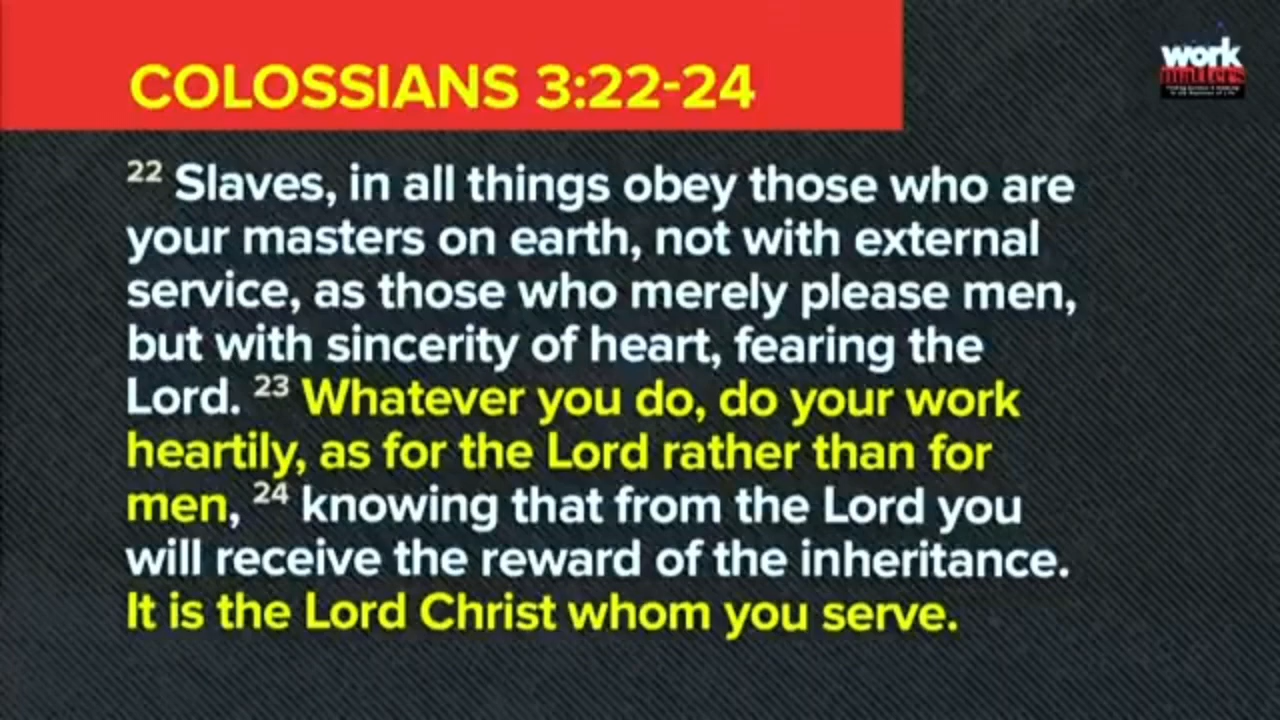 COLOSSIANS 3:22-24
work
matters
22 Slaves, in all things obey those who are
your masters on earth, not with external
service, as those who merely please men,
but with sincerity of heart, fearing the
Lord. 23 Whatever you do, do your work
heartily, as for the Lord rather than for
men, 24 knowing that from the Lord you
will receive the reward of the inheritance.
It is the Lord Christ whom you serve.